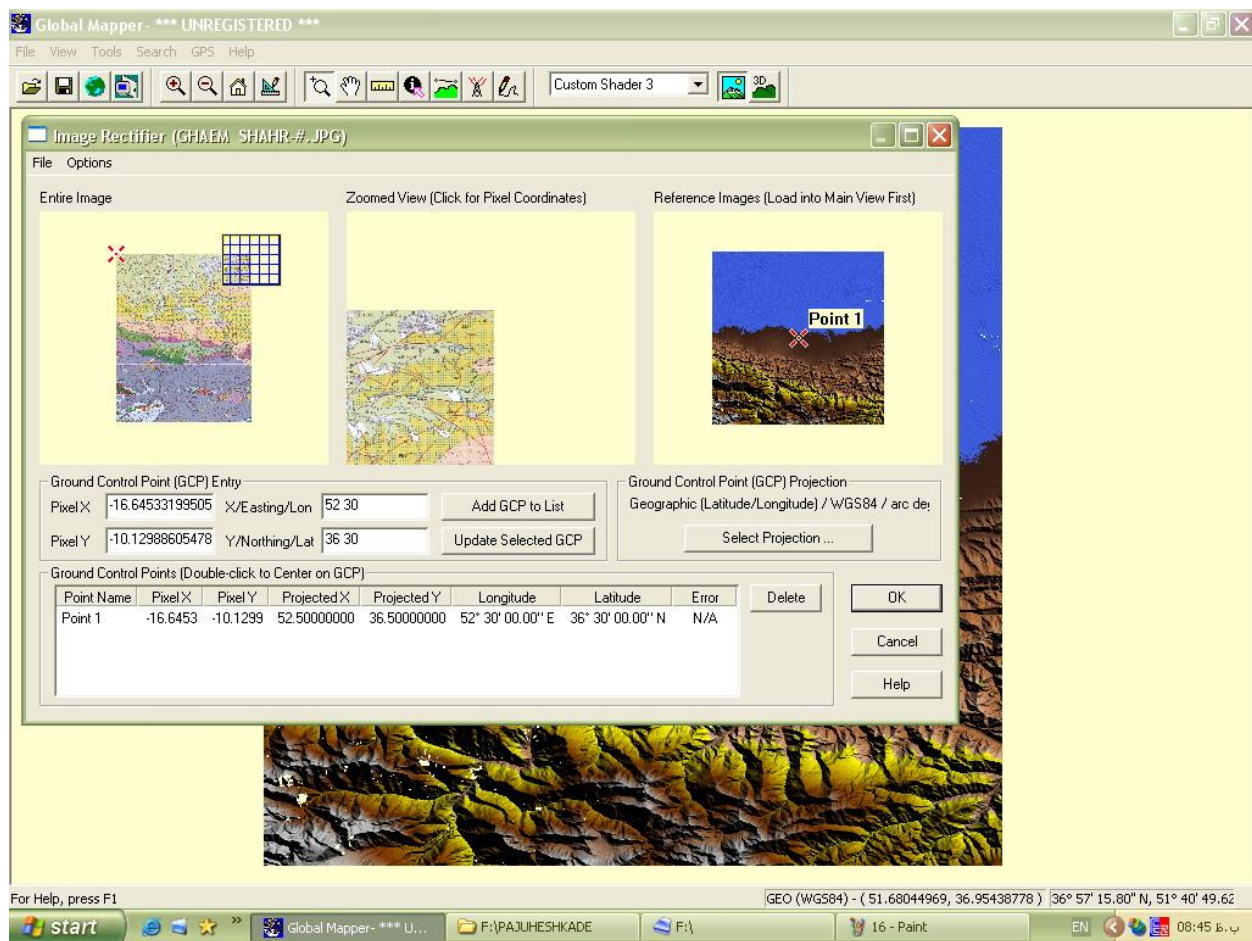 Global Mapper- *** UNREGISTERED ***
File View Tools Search GPS Help
Custom Shader 3
3D
Image Rectifier (GHAEM SHAHR-#.JPG)
File Options
Entire Image
Zoomed View (Click for Pixel Coordinates)
Reference Images (Load into Main View First)
Point 1
Ground Control Point (GCP) Entry
Pixel X -16.64533199505 X/Easting/Lon 52 30 Add GCP to List
Pixel Y -10.12988605478 Y/Northing/Lat 36 30 Update Selected GCP
Ground Control Point (GCP) Projection
Geographic (Latitude/Longitude) / WGS84 / arc deg
Select Projection ...
Ground Control Points (Double-click to Center on GCP)
Point Name Pixel X Pixel Y Projected X Projected Y Longitude Latitude Error
Point 1 -16.6453 -10.1299 52.50000000 36.50000000 52° 30' 00.00'' E 36° 30' 00.00'' N N/A
Delete
OK
Cancel
Help
For Help, press F1
GEO (WGS84) - ( 51.68044969, 36.95438778 ) 36° 57' 15.80'' N, 51° 40' 49.62
start
Global Mapper- *** U...
F:\PAJUHESHKADE
F:\
16 - Paint
EN
08:45 ب.ظ